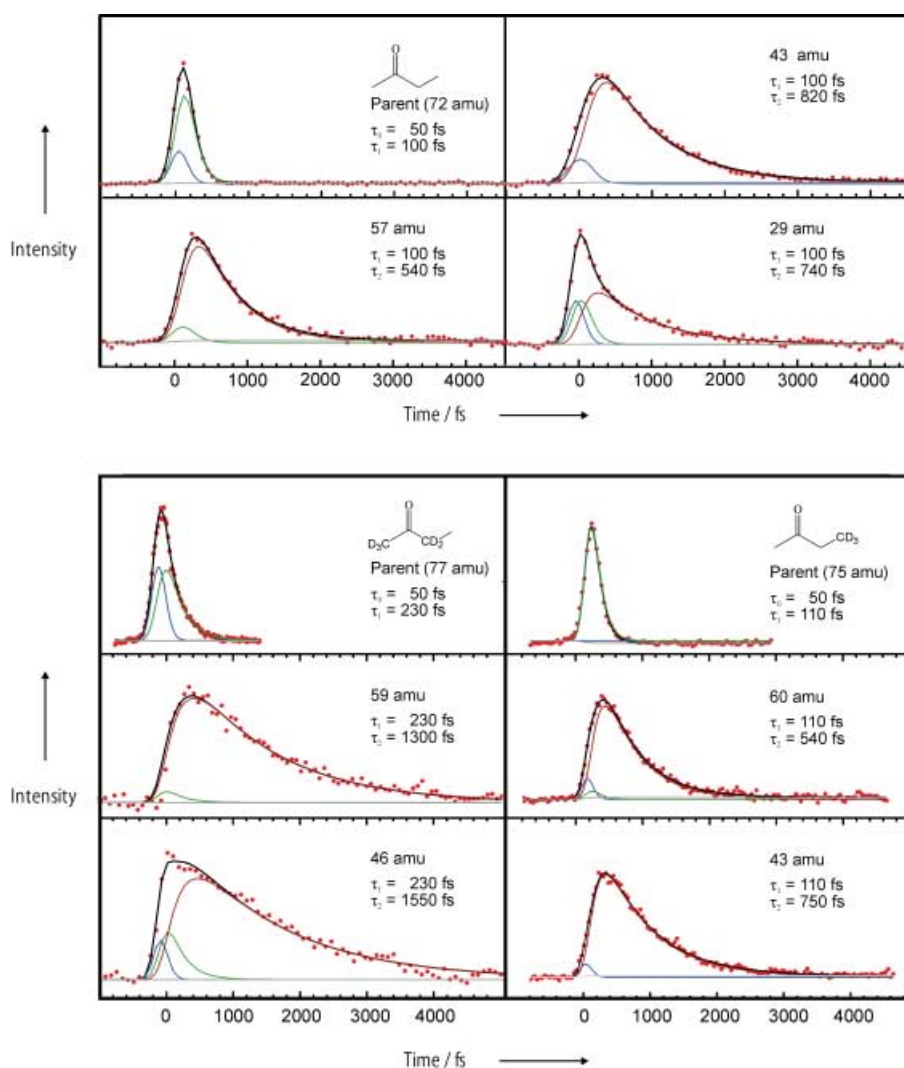 O
Parent (72 amu)
τ₀ = 50 fs
τ₁ = 100 fs
43 amu
τ₁ = 100 fs
τ₂ = 820 fs
Intensity
57 amu
τ₁ = 100 fs
τ₂ = 540 fs
29 amu
τ₁ = 100 fs
τ₂ = 740 fs
0 1000 2000 3000 4000
0 1000 2000 3000 4000
Time / fs
O
D₃C CD₂
Parent (77 amu)
τ₀ = 50 fs
τ₁ = 230 fs
O
CD₃
Parent (75 amu)
τ₀ = 50 fs
τ₁ = 110 fs
Intensity
59 amu
τ₁ = 230 fs
τ₂ = 1300 fs
60 amu
τ₁ = 110 fs
τ₂ = 540 fs
46 amu
τ₁ = 230 fs
τ₂ = 1550 fs
43 amu
τ₁ = 110 fs
τ₂ = 750 fs
0 1000 2000 3000 4000
0 1000 2000 3000 4000
Time / fs